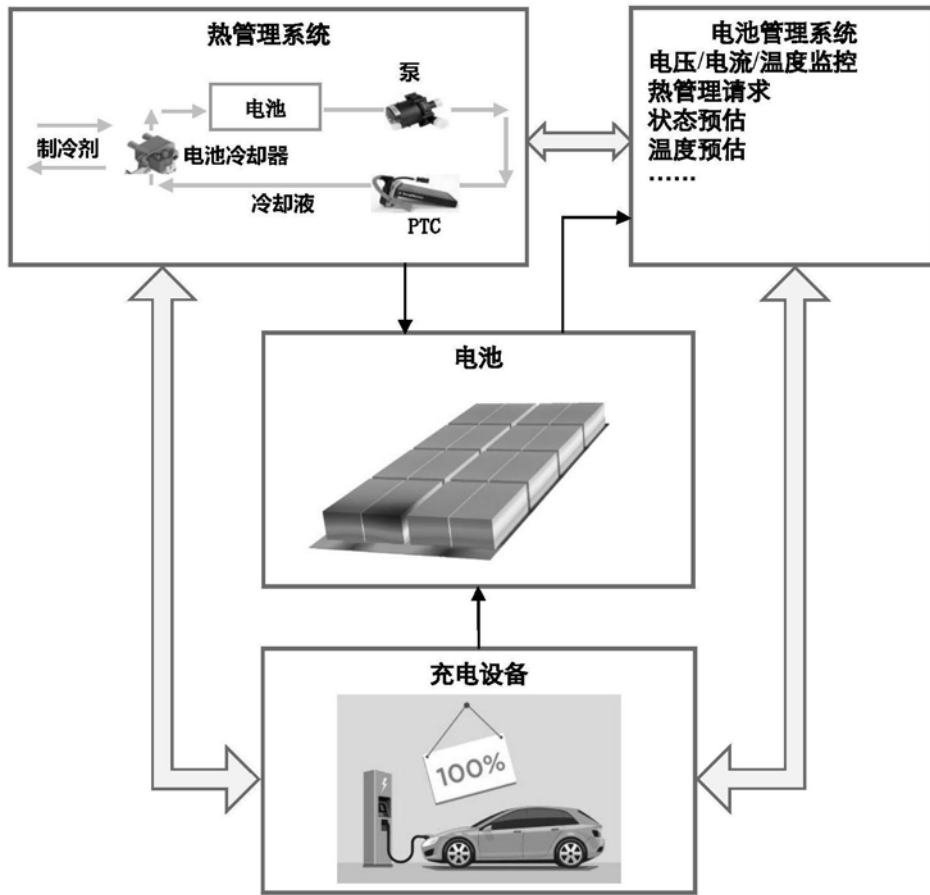 热管理系统
泵
电池
制冷剂
电池冷却器
冷却液
PTC
电池管理系统
电压/电流/温度监控
热管理请求
状态预估
温度预估
……
电池
充电设备
100%